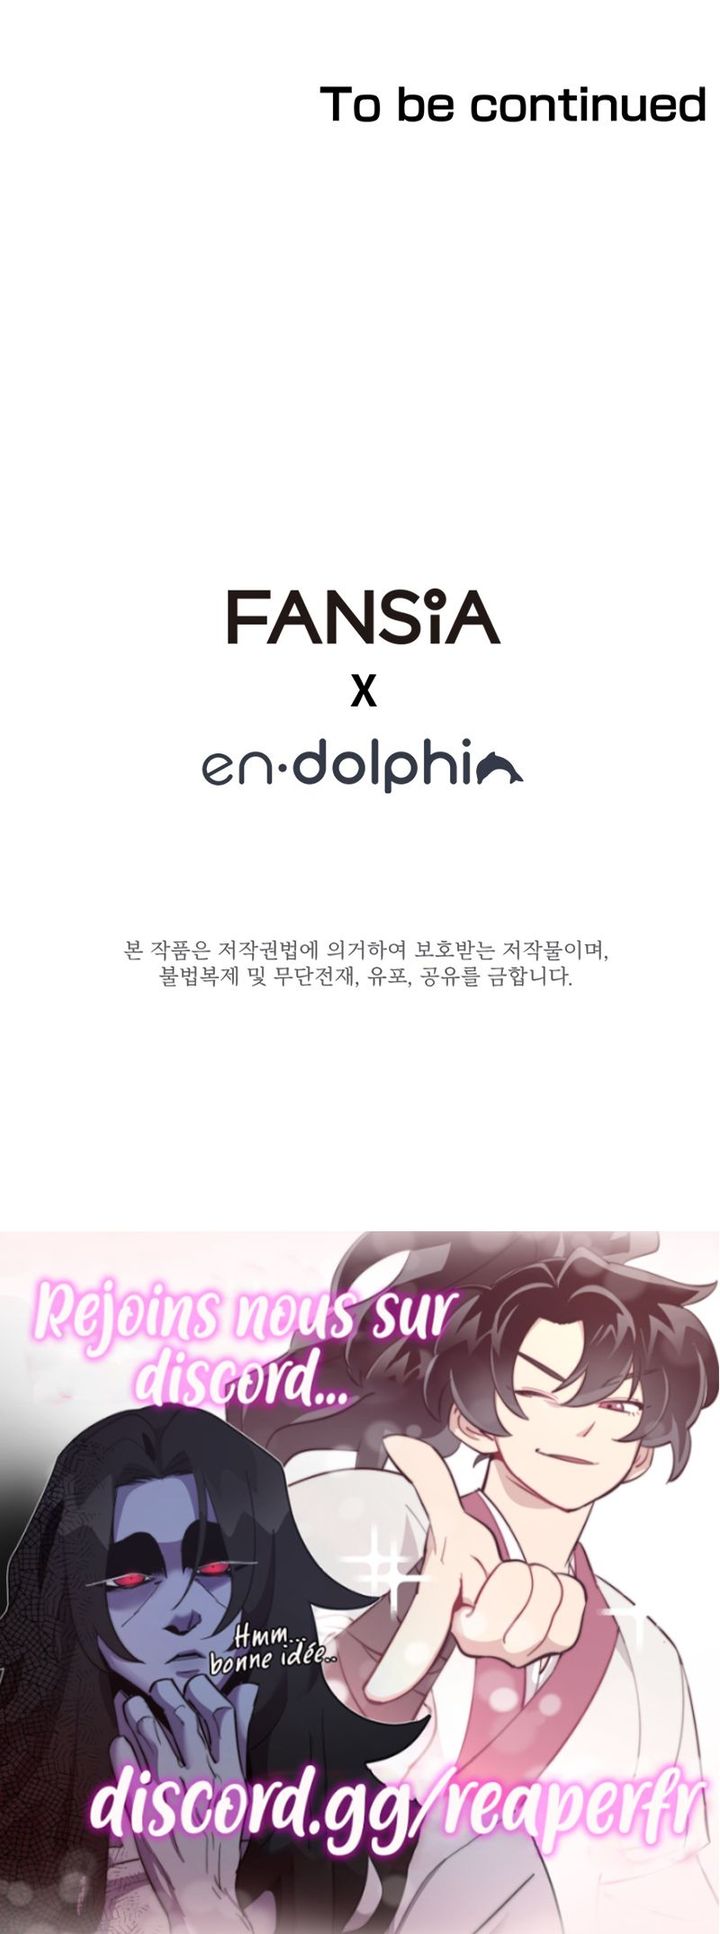 To be continued
FANSiA
X
en·dolphin
본 작품은 저작권법에 의거하여 보호받는 저작물이며,
불법복제 및 무단전재, 유포, 공유를 금합니다.
Rejoins nous sur
discord...
Hmm...
bonne idée..
discord.gg/reaperfr